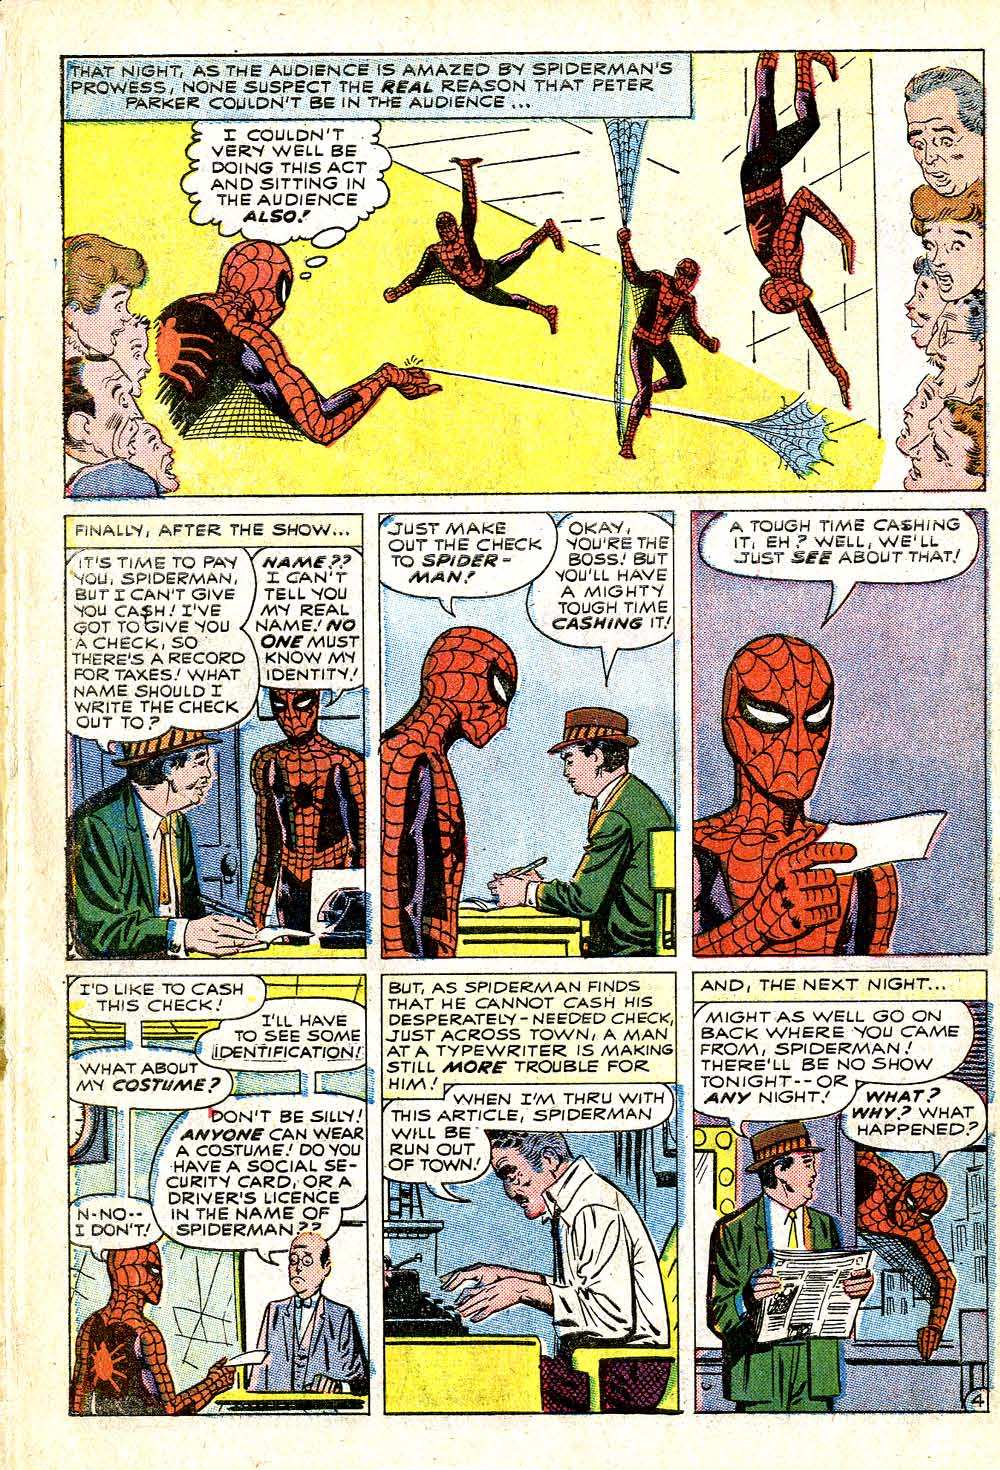 THAT NIGHT, AS THE AUDIENCE IS AMAZED BY SPIDERMAN'S
PROWESS, NONE SUSPECT THE REAL REASON THAT PETER
PARKER COULDN'T BE IN THE AUDIENCE ...
I COULDN'T
VERY WELL BE
DOING THIS ACT
AND SITTING IN
THE AUDIENCE
ALSO!
FINALLY, AFTER THE SHOW...
IT'S TIME TO PAY
YOU, SPIDERMAN,
BUT I CAN'T GIVE
YOU CA$H! I'VE
GOT TO GIVE YOU
A CHECK, SO
THERE'S A RECORD
FOR TAXES! WHAT
NAME SHOULD I
WRITE THE CHECK
OUT TO?
NAME??
I CAN'T
TELL YOU
MY REAL
NAME! NO
ONE MUST
KNOW MY
IDENTITY!
JUST MAKE
OUT THE CHECK
TO SPIDER-
MAN!
OKAY,
YOU'RE THE
BOSS! BUT
YOU'LL HAVE
A MIGHTY
TOUGH TIME
CASHING IT!
A TOUGH TIME CA$HING
IT, EH? WELL, WE'LL
JUST SEE ABOUT THAT!
I'D LIKE TO CASH
THIS CHECK!
I'LL HAVE
TO SEE SOME
IDENTIFICATION!
WHAT ABOUT
MY COSTUME?
DON'T BE SILLY!
ANYONE CAN WEAR
A COSTUME! DO YOU
HAVE A SOCIAL SE-
CURITY CARD, OR A
DRIVER'S LICENCE
IN THE NAME OF
SPIDERMAN??
N-NO--
I DON'T!
BUT, AS SPIDERMAN FINDS
THAT HE CANNOT CASH HIS
DESPERATELY-NEEDED CHECK,
JUST ACROSS TOWN, A MAN
AT A TYPEWRITER IS MAKING
STILL MORE TROUBLE FOR
HIM!
WHEN I'M THRU WITH
THIS ARTICLE, SPIDERMAN
WILL BE
RUN OUT
OF TOWN!
AND, THE NEXT NIGHT...
MIGHT AS WELL GO ON
BACK WHERE YOU CAME
FROM, SPIDERMAN!
THERE'LL BE NO SHOW
TONIGHT--OR
ANY NIGHT!
WHAT?
WHY? WHAT
HAPPENED?
4